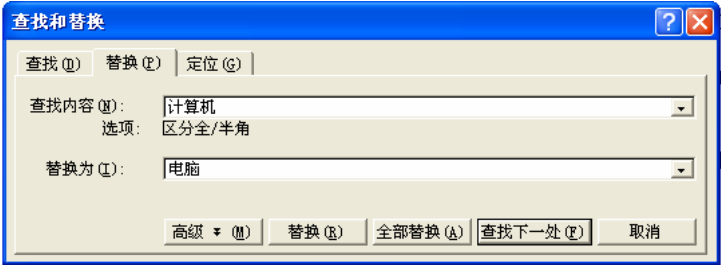 查找和替换
查找(D) 替换(P) 定位(G)
查找内容(N): 计算机
选项: 区分全/半角
替换为(I): 电脑
高级 (M) 替换(R) 全部替换(A) 查找下一处(F) 取消